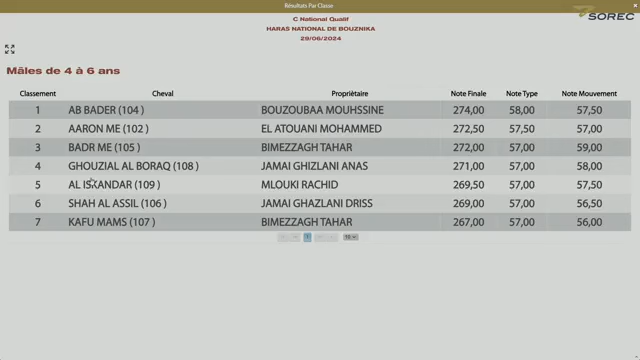 Résultats Par Classe
SOREC
C National Qualif
HARAS NATIONAL DE BOUZNIKA
29/06/2024
Mâles de 4 à 6 ans
Classement Cheval Propriétaire Note Finale Note Type Note Mouvement
1 AB BADER (104 ) BOUZOUBAA MOUHSSINE 274,00 58,00 57,50
2 AARON ME (102 ) EL ATOUANI MOHAMMED 272,50 57,50 57,00
3 BADR ME (105 ) BIMEZZAGH TAHAR 272,00 57,00 59,00
4 GHOUZIAL AL BORAQ (108 ) JAMAI GHIZLANI ANAS 271,00 57,00 58,00
5 AL ISKANDAR (109 ) MLOUKI RACHID 269,50 57,00 57,50
6 SHAH AL ASSIL (106 ) JAMAI GHAZLANI DRISS 269,00 57,00 56,50
7 KAFU MAMS (107 ) BIMEZZAGH TAHAR 267,00 57,00 56,00
1